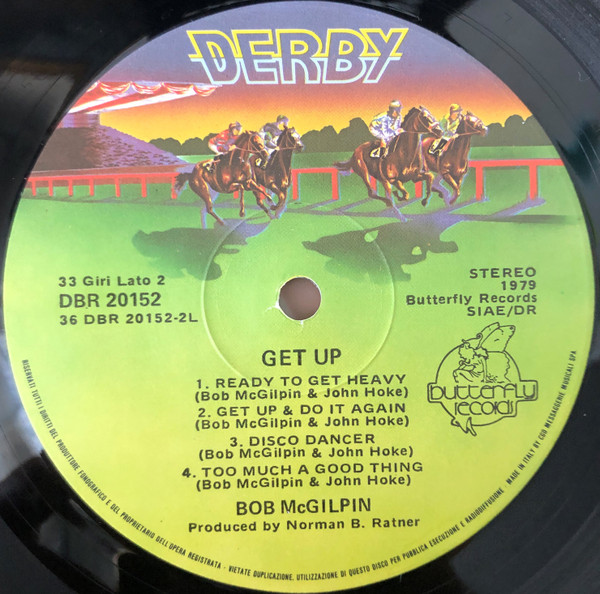 DERBY
33 Giri Lato 2
DBR 20152
36 DBR 20152-2L
STEREO
1979
Butterfly Records
SIAE/DR
GET UP
1. READY TO GET HEAVY
(Bob McGilpin & John Hoke)
2. GET UP & DO IT AGAIN
(Bob McGilpin & John Hoke)
3. DISCO DANCER
(Bob McGilpin & John Hoke)
4. TOO MUCH A GOOD THING
(Bob McGilpin & John Hoke)
BOB McGILPIN
Produced by Norman B. Ratner
butterfly
records
RISERVATI TUTTI I DIRITTI DEL PRODUTTORE FONOGRAFICO E DEL PROPRIETARIO DELL'OPERA REGISTRATA - VIETATE DUPLICAZIONE. UTILIZZAZIONE DI QUESTO DISCO PER PUBBLICA ESECUZIONE E RADIODIFFUSIONE. MADE IN ITALY BY CGD MESSAGGERIE MUSICALI SPA